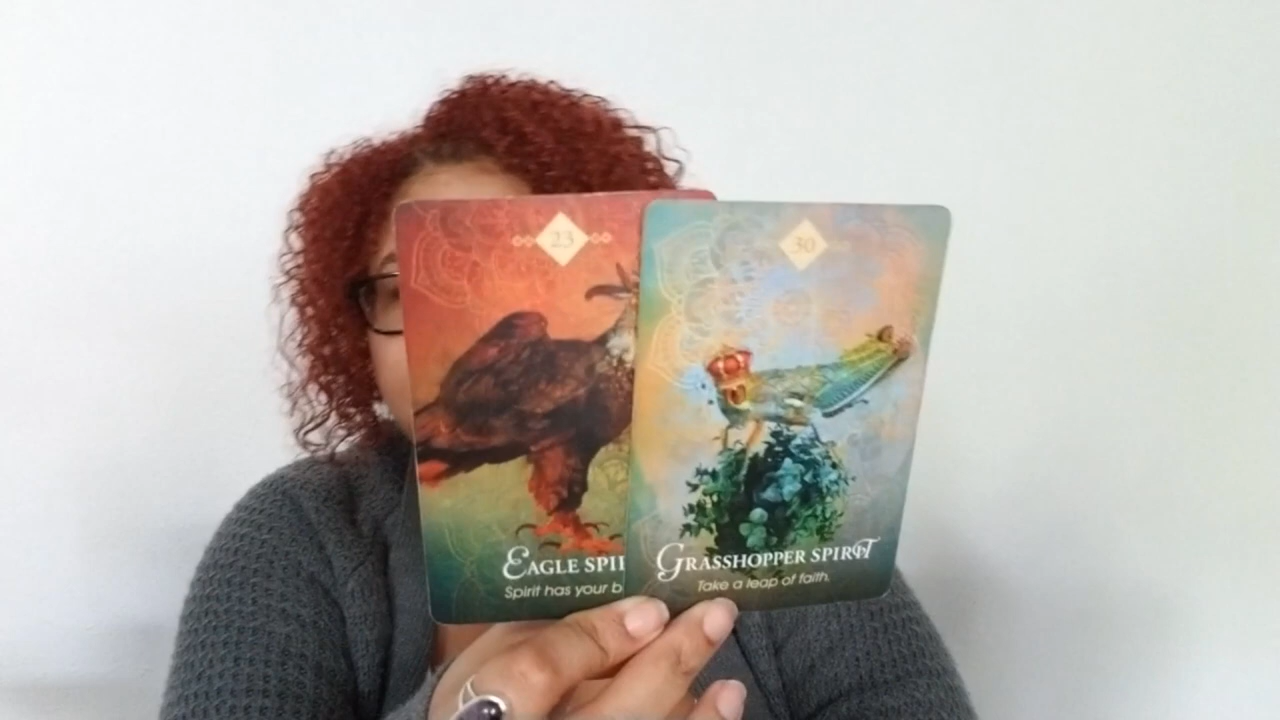 23
EAGLE SPI
Spirit has your b
30
GRASSHOPPER SPIRIT
Take a leap of faith.